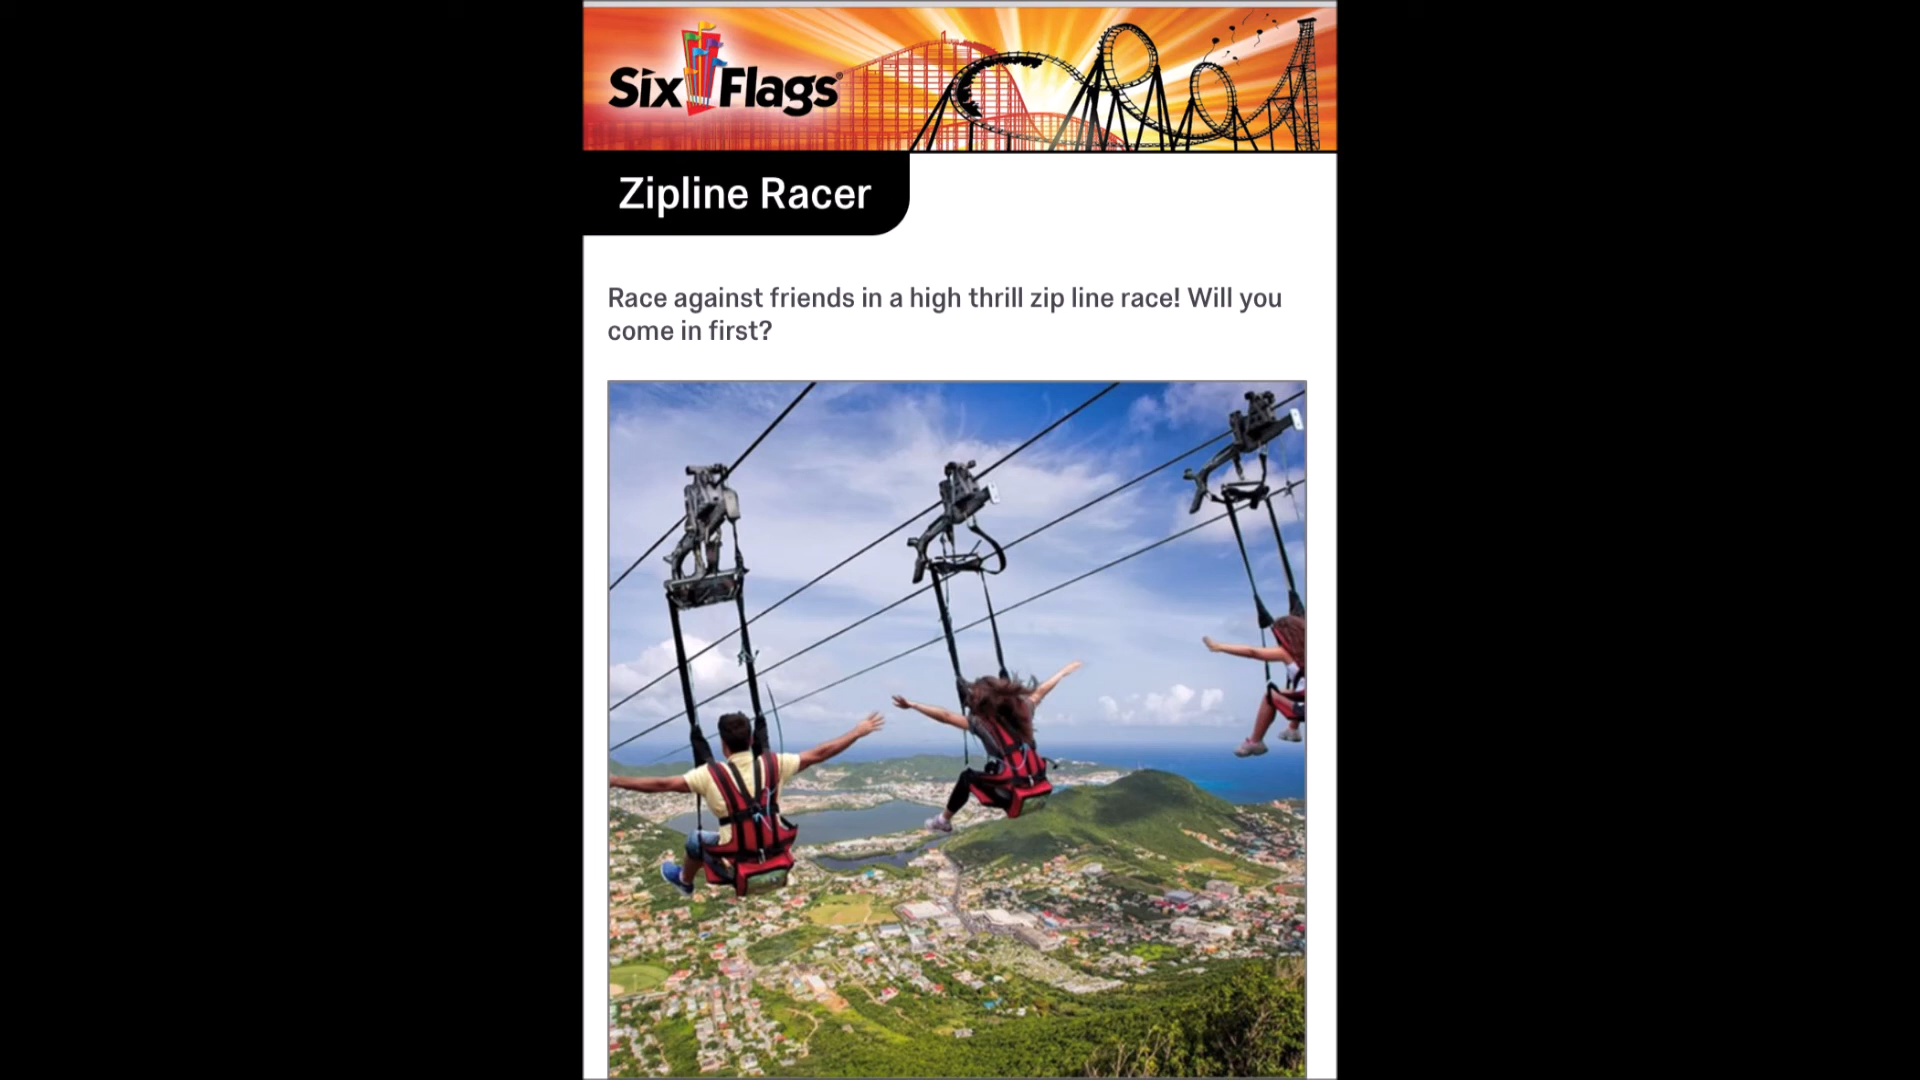 Six Flags®
Zipline Racer
Race against friends in a high thrill zip line race! Will you
come in first?